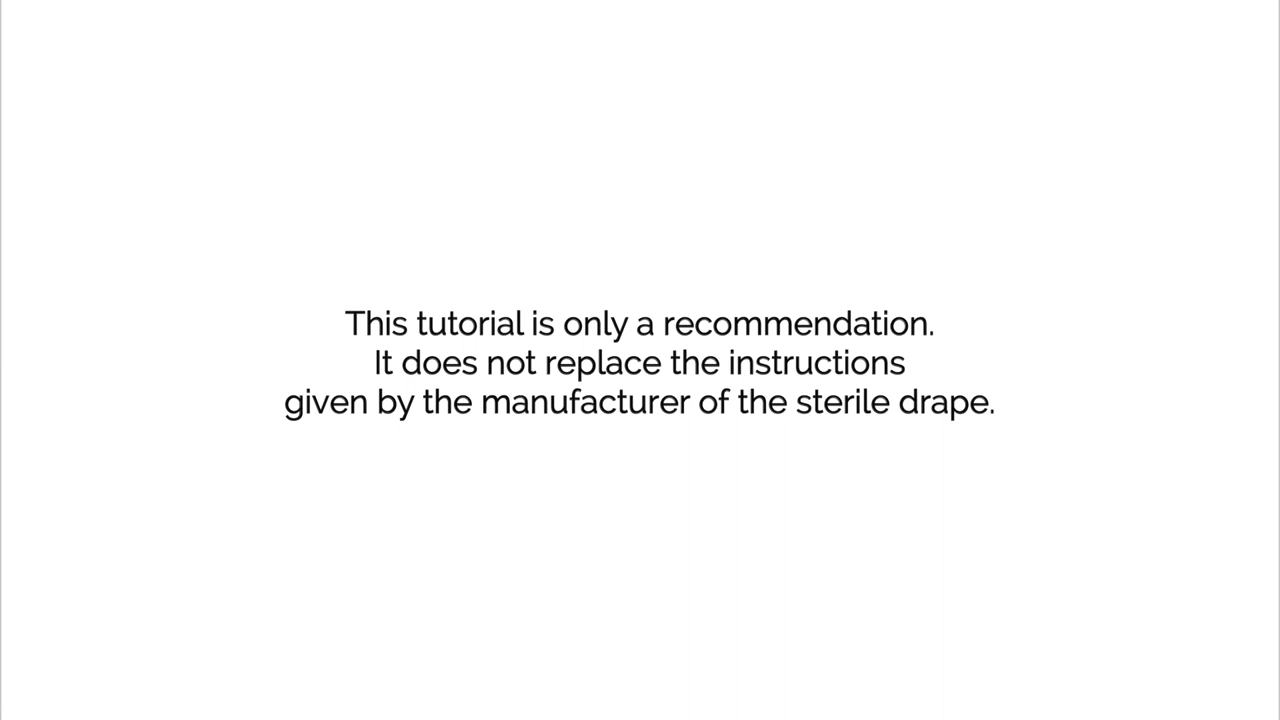 This tutorial is only a recommendation.
It does not replace the instructions
given by the manufacturer of the sterile drape.